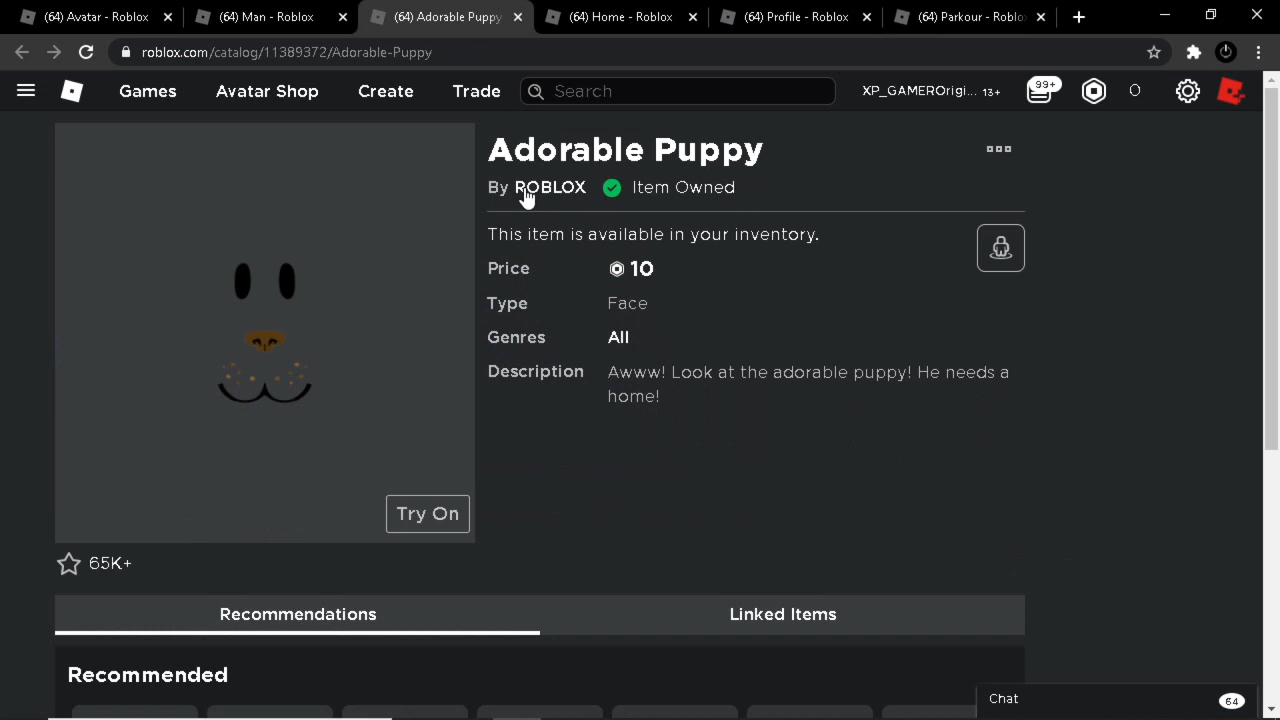 (64) Avatar - Roblox
(64) Man - Roblox
(64) Adorable Puppy
(64) Home - Roblox
(64) Profile - Roblox
(64) Parkour - Roblo
roblox.com/catalog/11389372/Adorable-Puppy
Games
Avatar Shop
Create
Trade
Search
XP_GAMEROrigi... 13+
99+
0
Adorable Puppy
By ROBLOX
Item Owned
This item is available in your inventory.
Price
10
Type
Face
Genres
All
Description
Awww! Look at the adorable puppy! He needs a
home!
Try On
65K+
Recommendations
Linked Items
Recommended
Chat
64